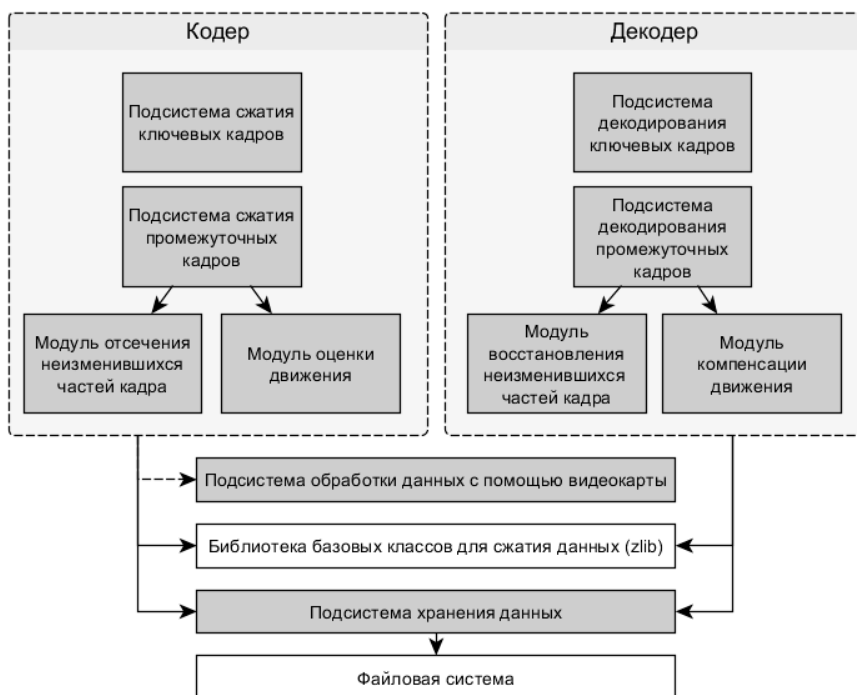 Кодер
Подсистема сжатия
ключевых кадров
Подсистема сжатия
промежуточных
кадров
Модуль отсечения
неизменившихся
частей кадра
Модуль оценки
движения
Декодер
Подсистема
декодирования
ключевых кадров
Подсистема
декодирования
промежуточных
кадров
Модуль
восстановления
неизменившихся
частей кадра
Модуль
компенсации
движения
Подсистема обработки данных с помощью видеокарты
Библиотека базовых классов для сжатия данных (zlib)
Подсистема хранения данных
Файловая система